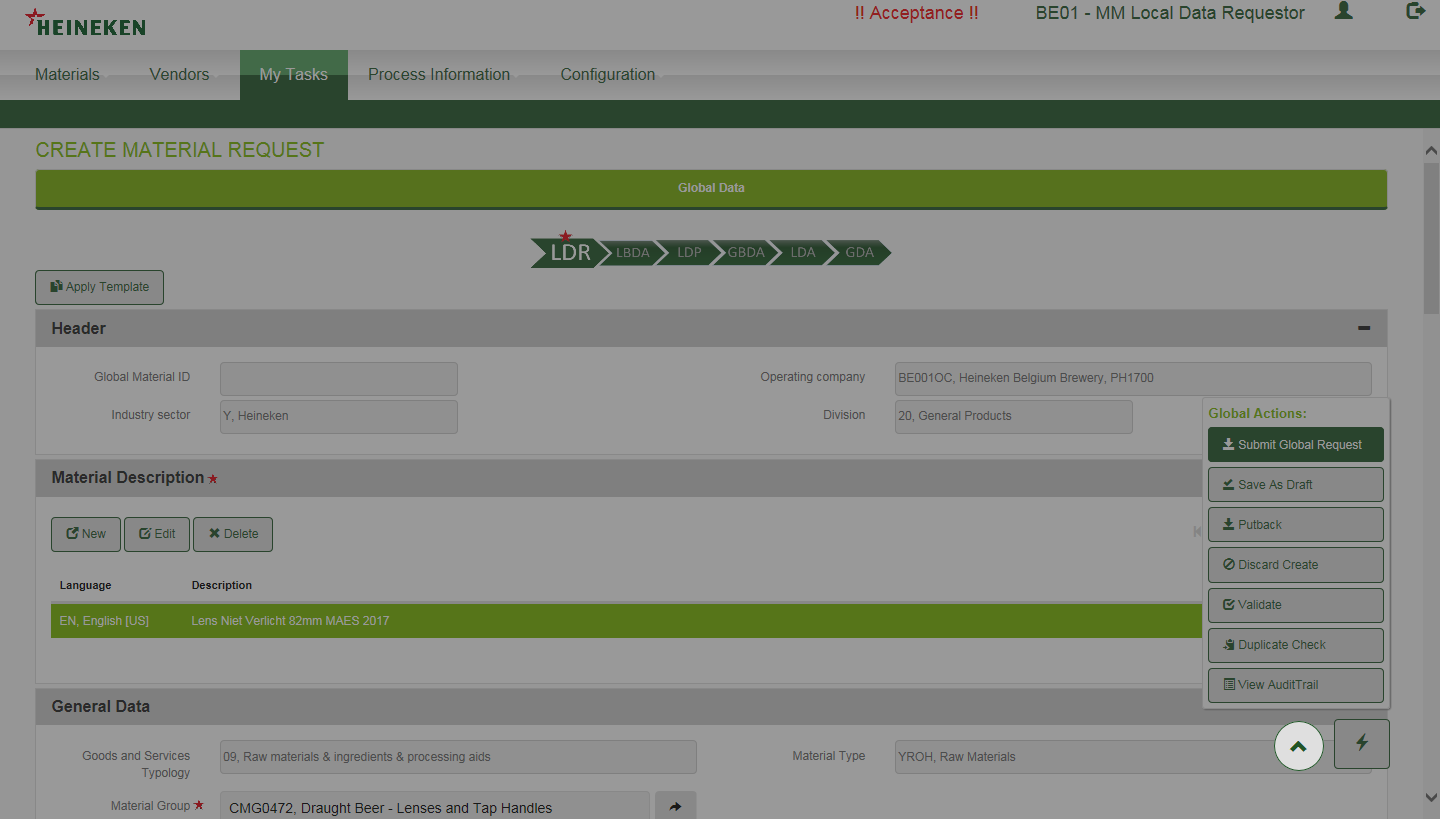 HEINEKEN
!! Acceptance !!
BE01 - MM Local Data Requestor
Materials
Vendors
My Tasks
Process Information
Configuration
CREATE MATERIAL REQUEST
Global Data
LDR
LBDA
LDP
GBDA
LDA
GDA
Apply Template
Header
Global Material ID
Operating company
BE001OC, Heineken Belgium Brewery, PH1700
Industry sector
Y, Heineken
Division
20, General Products
Global Actions:
Submit Global Request
Save As Draft
Putback
Discard Create
Validate
Duplicate Check
View AuditTrail
Material Description
New
Edit
Delete
Language
Description
EN, English [US]
Lens Niet Verlicht 82mm MAES 2017
General Data
Goods and Services
Typology
09, Raw materials & ingredients & processing aids
Material Type
YROH, Raw Materials
Material Group
CMG0472, Draught Beer - Lenses and Tap Handles